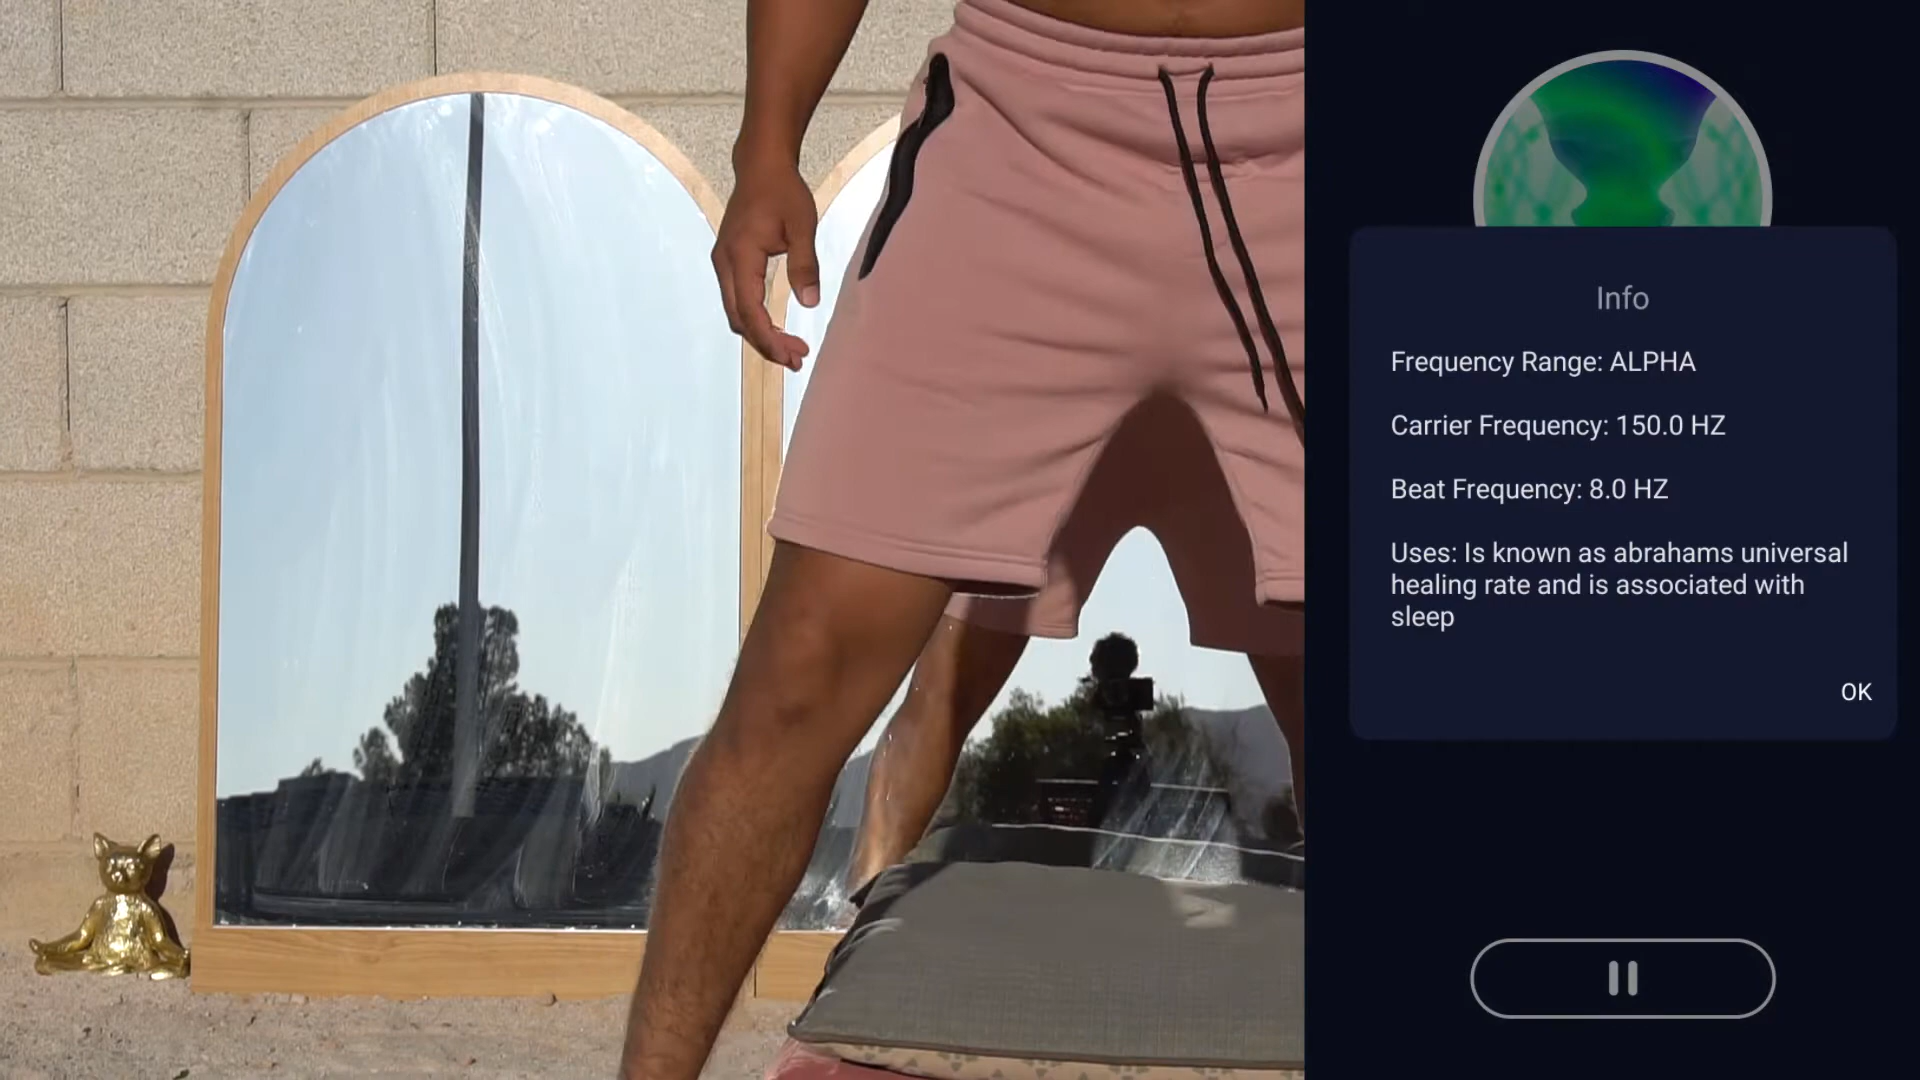 Info
Frequency Range: ALPHA
Carrier Frequency: 150.0 HZ
Beat Frequency: 8.0 HZ
Uses: Is known as abrahams universal
healing rate and is associated with
sleep
OK